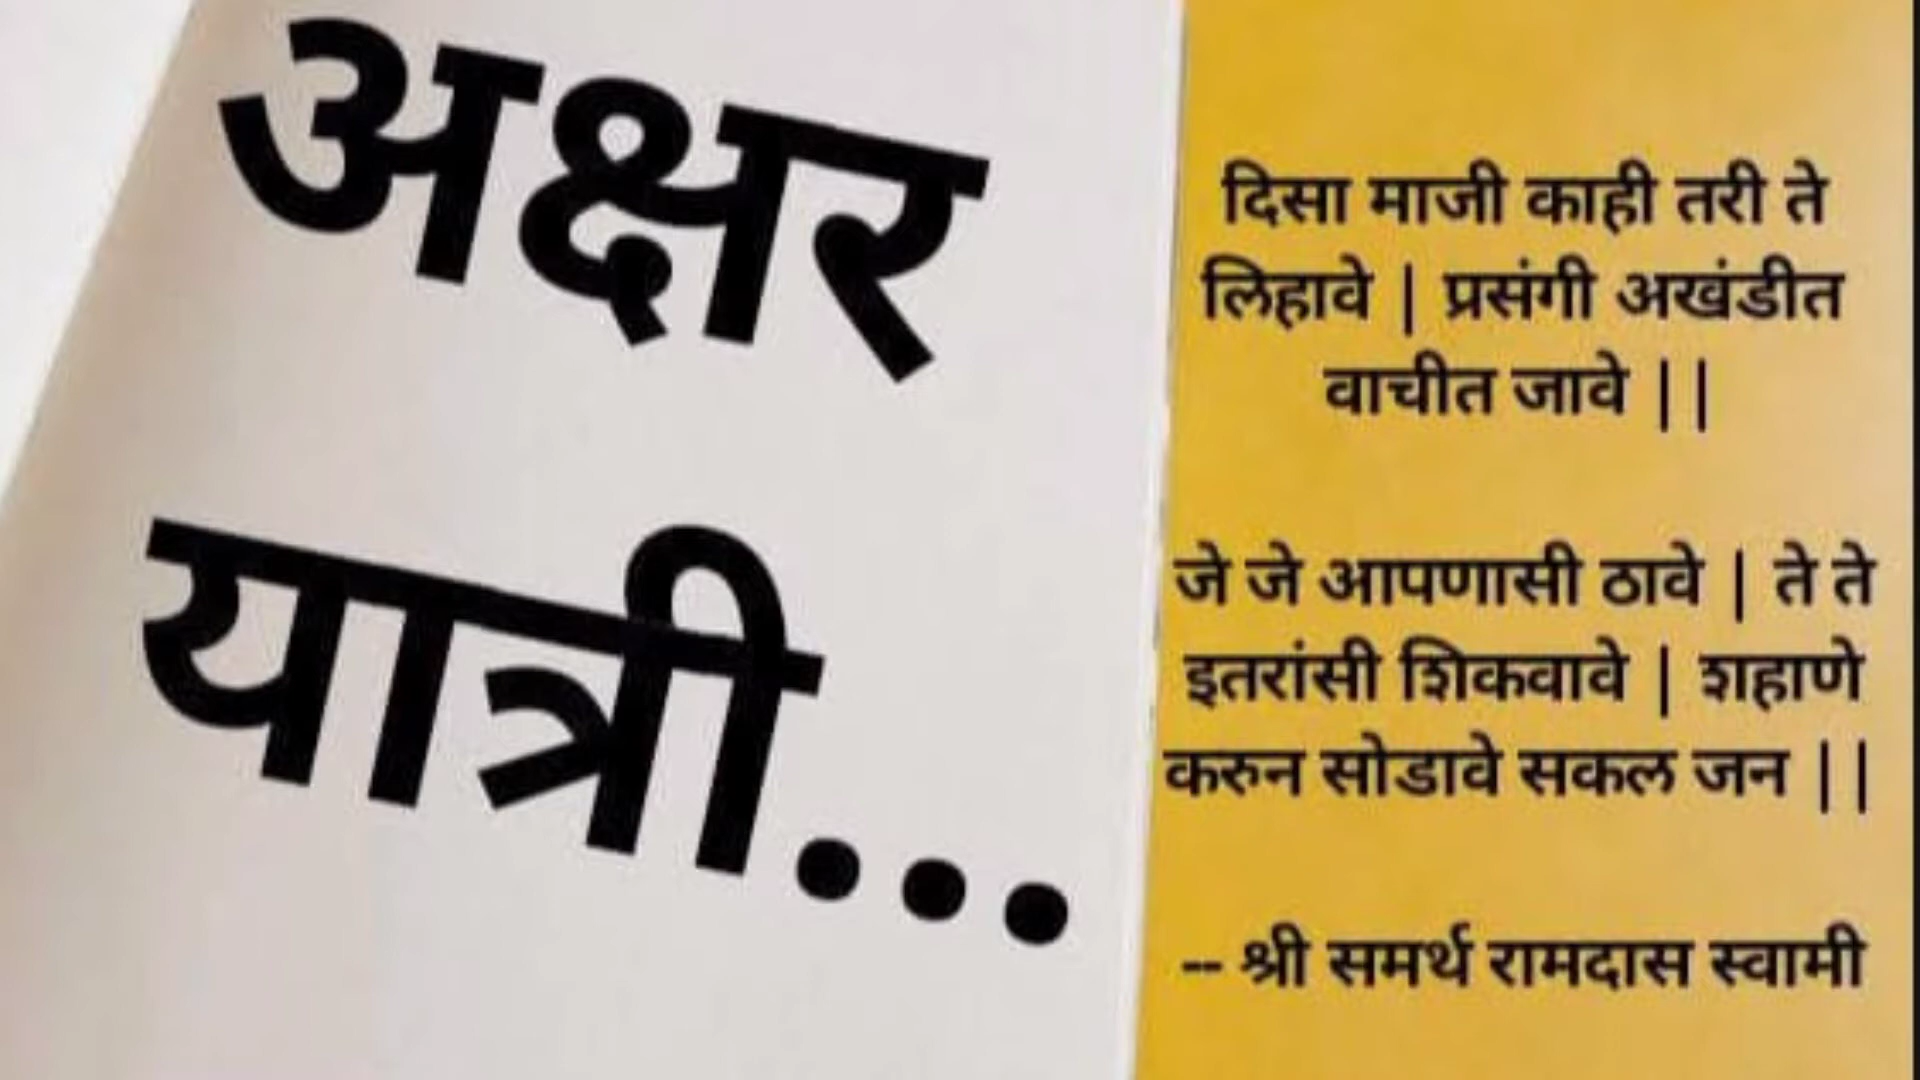 अक्षर
यात्री...
दिसा माजी काही तरी ते
लिहावे | प्रसंगी अखंडीत
वाचीत जावे ||
जे जे आपणासी ठावे | ते ते
इतरांसी शिकवावे | शहाणे
करुन सोडावे सकल जन ||
-- श्री समर्थ रामदास स्वामी